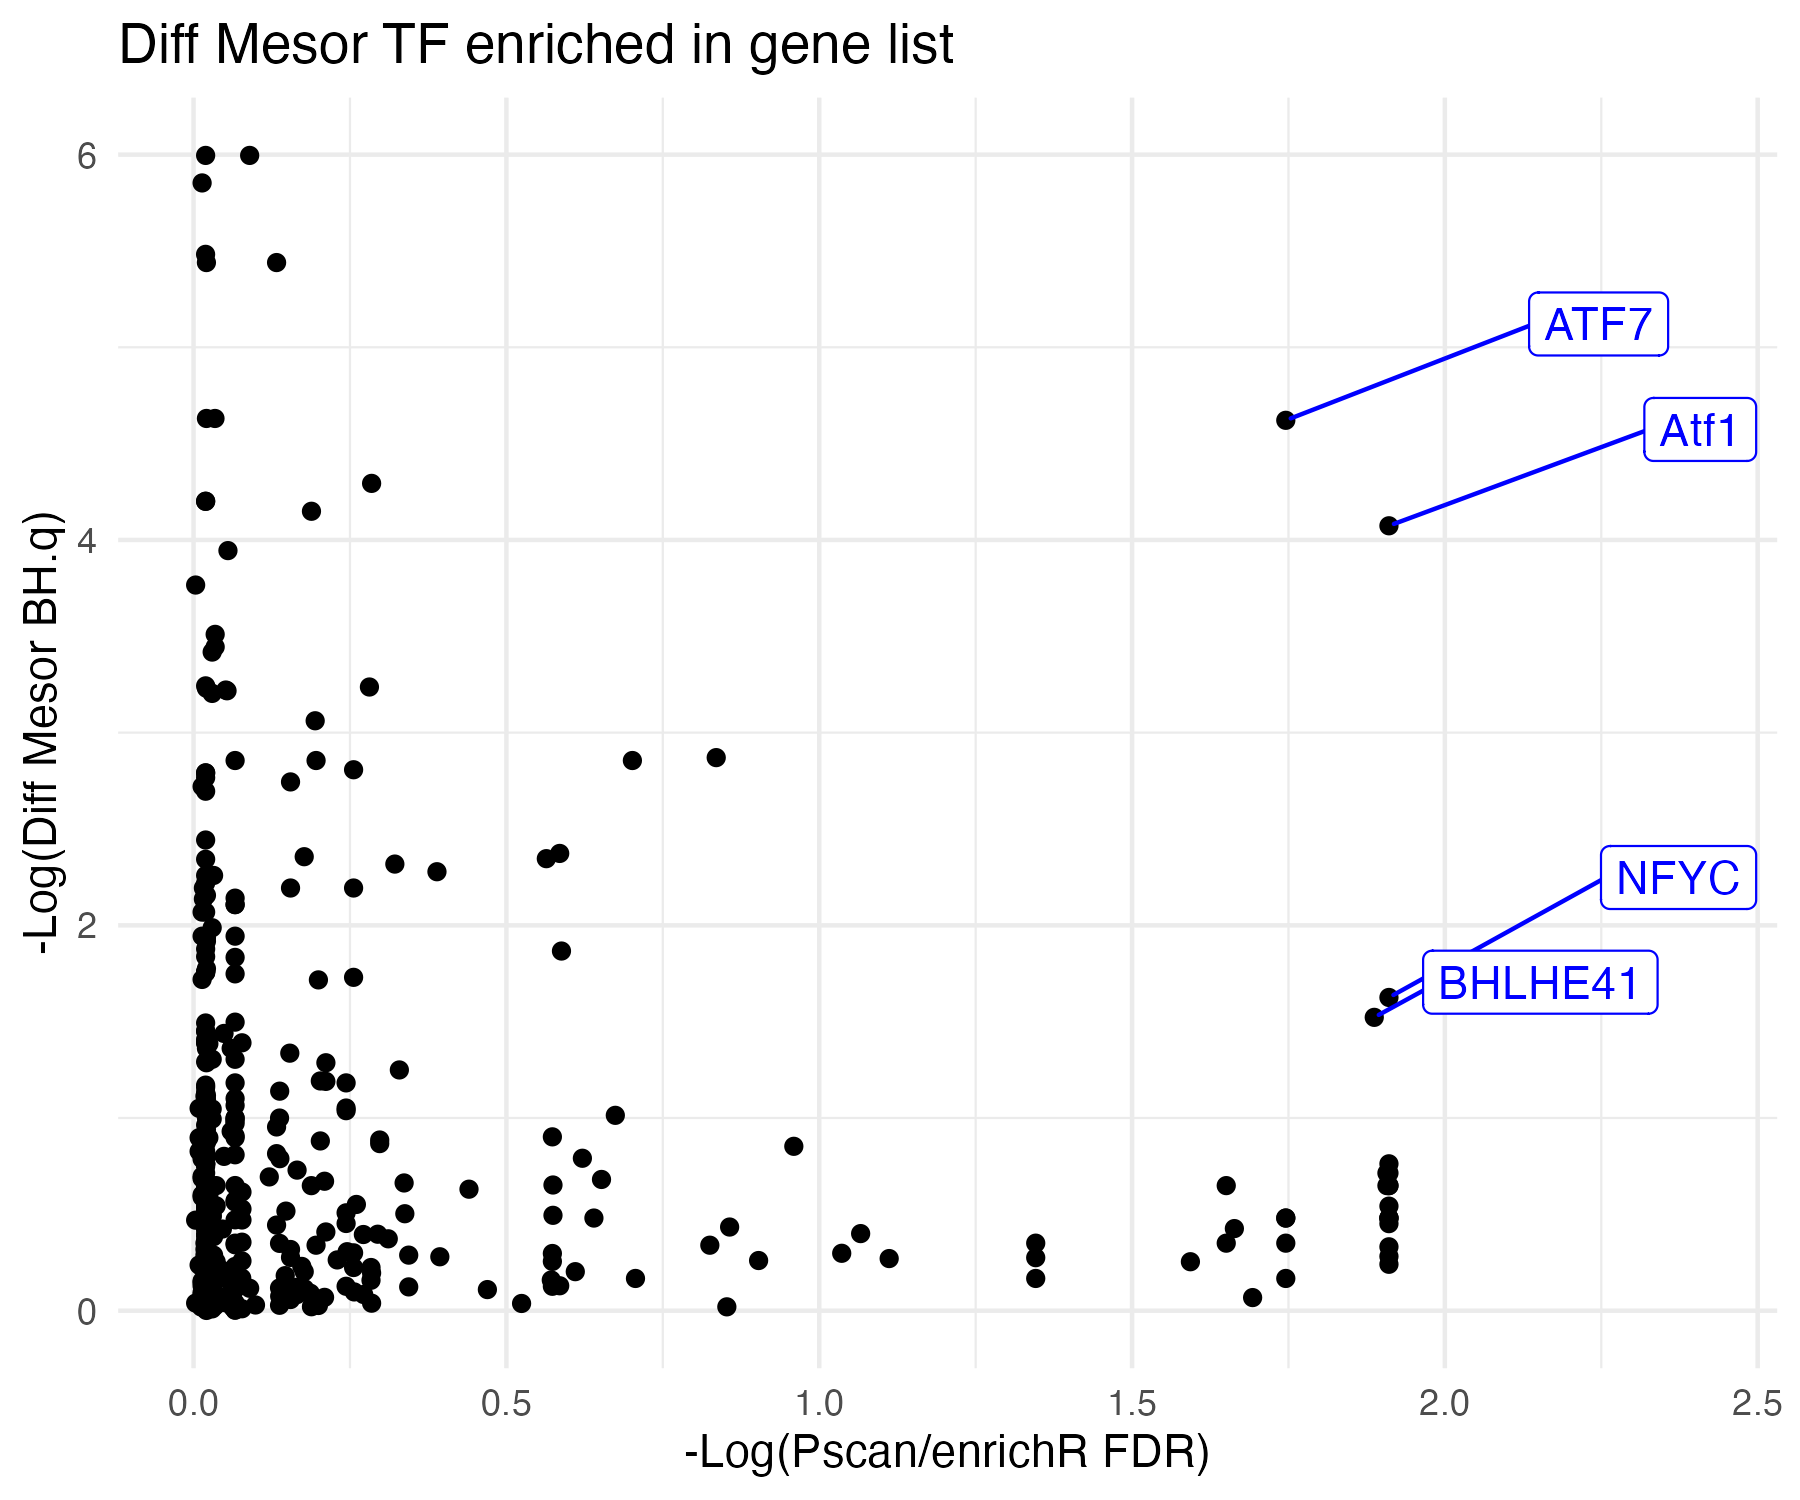 Diff Mesor TF enriched in gene list
-Log(Diff Mesor BH.q)
6
4
2
0
ATF7
Atf1
NFYC
BHLHE41
0.0 0.5 1.0 1.5 2.0 2.5
-Log(Pscan/enrichR FDR)